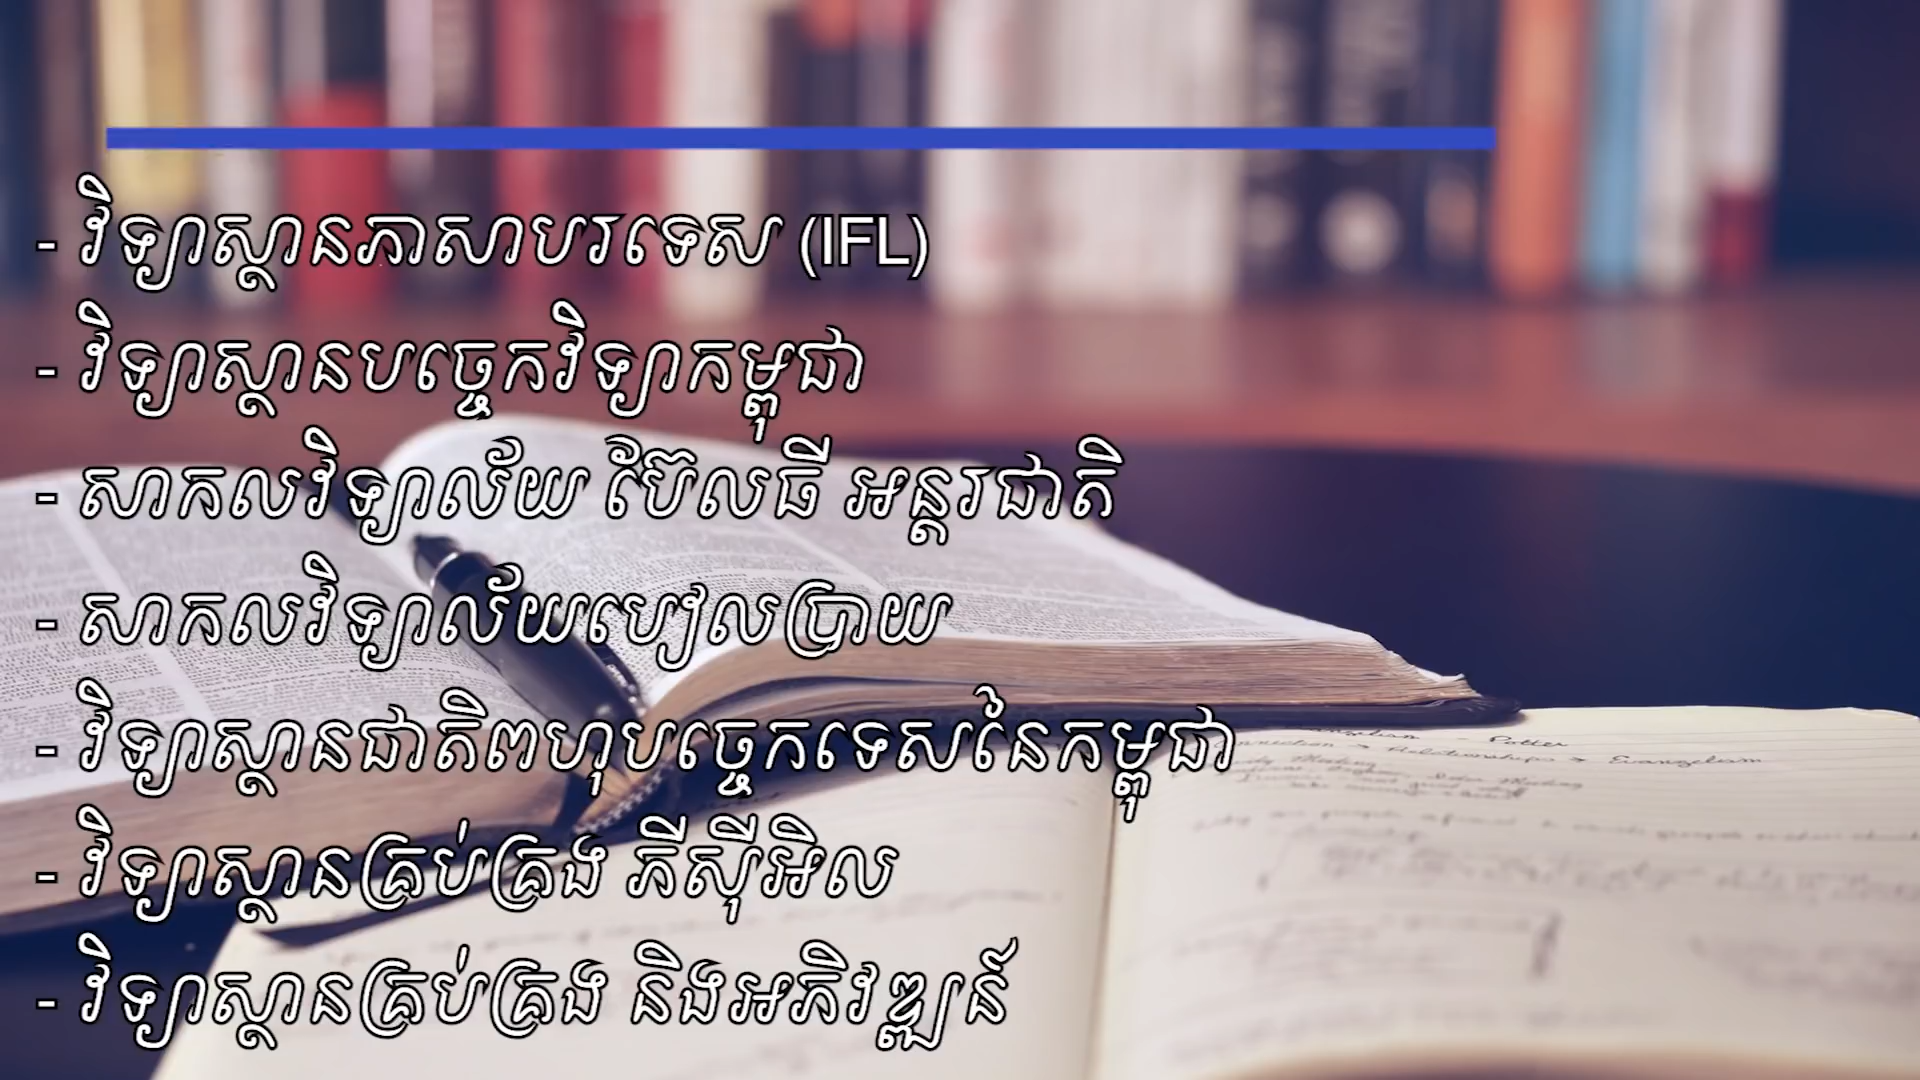 - វិទ្យាស្ថានភាសាបរទេស (IFL)
- វិទ្យាស្ថានបច្ចេកវិទ្យាកម្ពុជា
- សាកលវិទ្យាល័យ ប៊ែលធី អន្តរជាតិ
- សាកលវិទ្យាល័យបៀលប្រាយ
- វិទ្យាស្ថានជាតិពហុបច្ចេកទេសនៃកម្ពុជា
- វិទ្យាស្ថានគ្រប់គ្រង ភីស៊ីអិល
- វិទ្យាស្ថានគ្រប់គ្រង និងអភិវឌ្ឍន៍